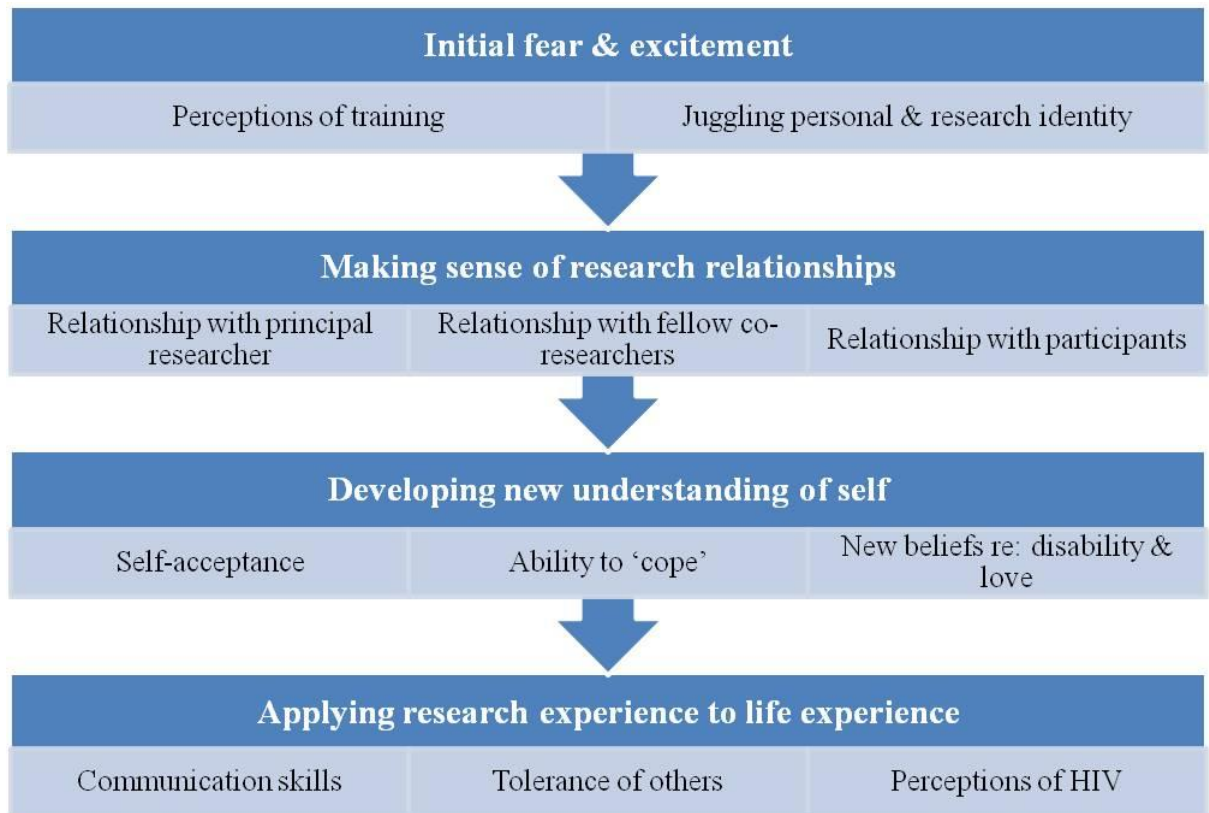 Initial fear & excitement
Perceptions of training
Juggling personal & research identity
Making sense of research relationships
Relationship with principal
researcher
Relationship with fellow co-
researchers
Relationship with participants
Developing new understanding of self
Self-acceptance
Ability to ‘cope’
New beliefs re: disability &
love
Applying research experience to life experience
Communication skills
Tolerance of others
Perceptions of HIV